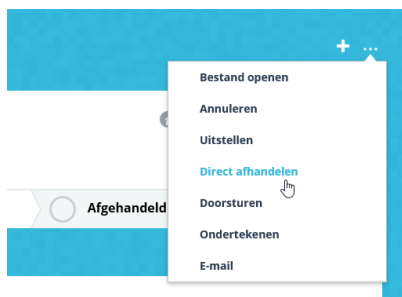 + ...
Bestand openen
Annuleren
Uitstellen
Direct afhandelen
Doorsturen
Afgehandeld
Ondertekenen
E-mail